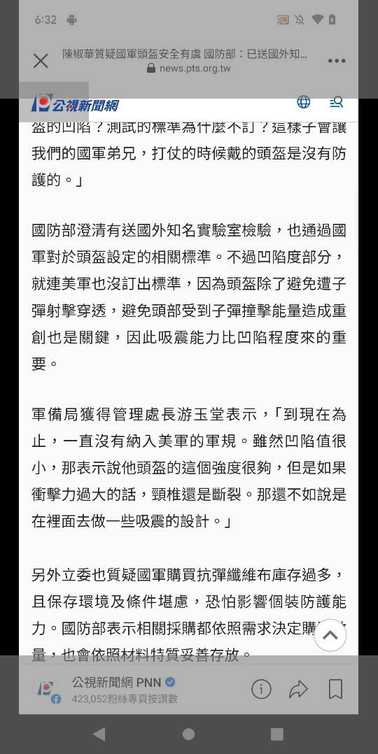 6:32
陳椒華質疑國軍頭盔安全有虞 國防部：已送國外知...
news.pts.org.tw
公視新聞網
盔的凹陷？測試的標準為什麼不訂？這樣子會讓
我們的國軍弟兄，打仗的時候戴的頭盔是沒有防
護的。」
國防部澄清有送國外知名實驗室檢驗，也通過國
軍對於頭盔設定的相關標準。不過凹陷度部分，
就連美軍也沒訂出標準，因為頭盔除了避免遭子
彈射擊穿透，避免頭部受到子彈撞擊能量造成重
創也是關鍵，因此吸震能力比凹陷程度來的重
要。
軍備局獲得管理處長游玉堂表示，「到現在為
止，一直沒有納入美軍的軍規。雖然凹陷值很
小，那表示說他頭盔的這個強度很夠，但是如果
衝擊力過大的話，頸椎還是斷裂。那還不如說是
在裡面去做一些吸震的設計。」
另外立委也質疑國軍購買抗彈纖維布庫存過多，
且保存環境及條件堪慮，恐怕影響個裝防護能
力。國防部表示相關採購都依照需求決定購
量，也會依照材料特質妥善存放。
公視新聞網 PNN
423,052粉絲專頁按讚數